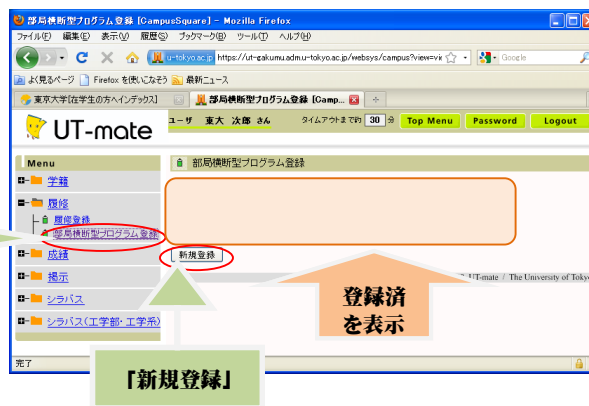 部局横断型プログラム登録 [CampusSquare] - Mozilla Firefox
ファイル(F) 編集(E) 表示(V) 履歴(S) ブックマーク(B) ツール(T) ヘルプ(H)
u-tokyo.ac.jp https://ut-gakumu.adm.u-tokyo.ac.jp/websys/campus?view=vie Google
よく見るページ Firefox を使いこなそう 最新ニュース
東京大学[在学生の方へインデックス] 部局横断型プログラム登録 [Camp...
UT-mate
ユーザ 東大 次郎 さん タイムアウトまで約 30 分 Top Menu Password Logout
Menu
部局横断型プログラム登録
学籍
履修
履修登録
部局横断型プログラム登録
成績
新規登録
掲示
UT-mate / The University of Tokyo
シラバス
シラバス(工学部・工学系)
登録済
を表示
完了
「新規登録」